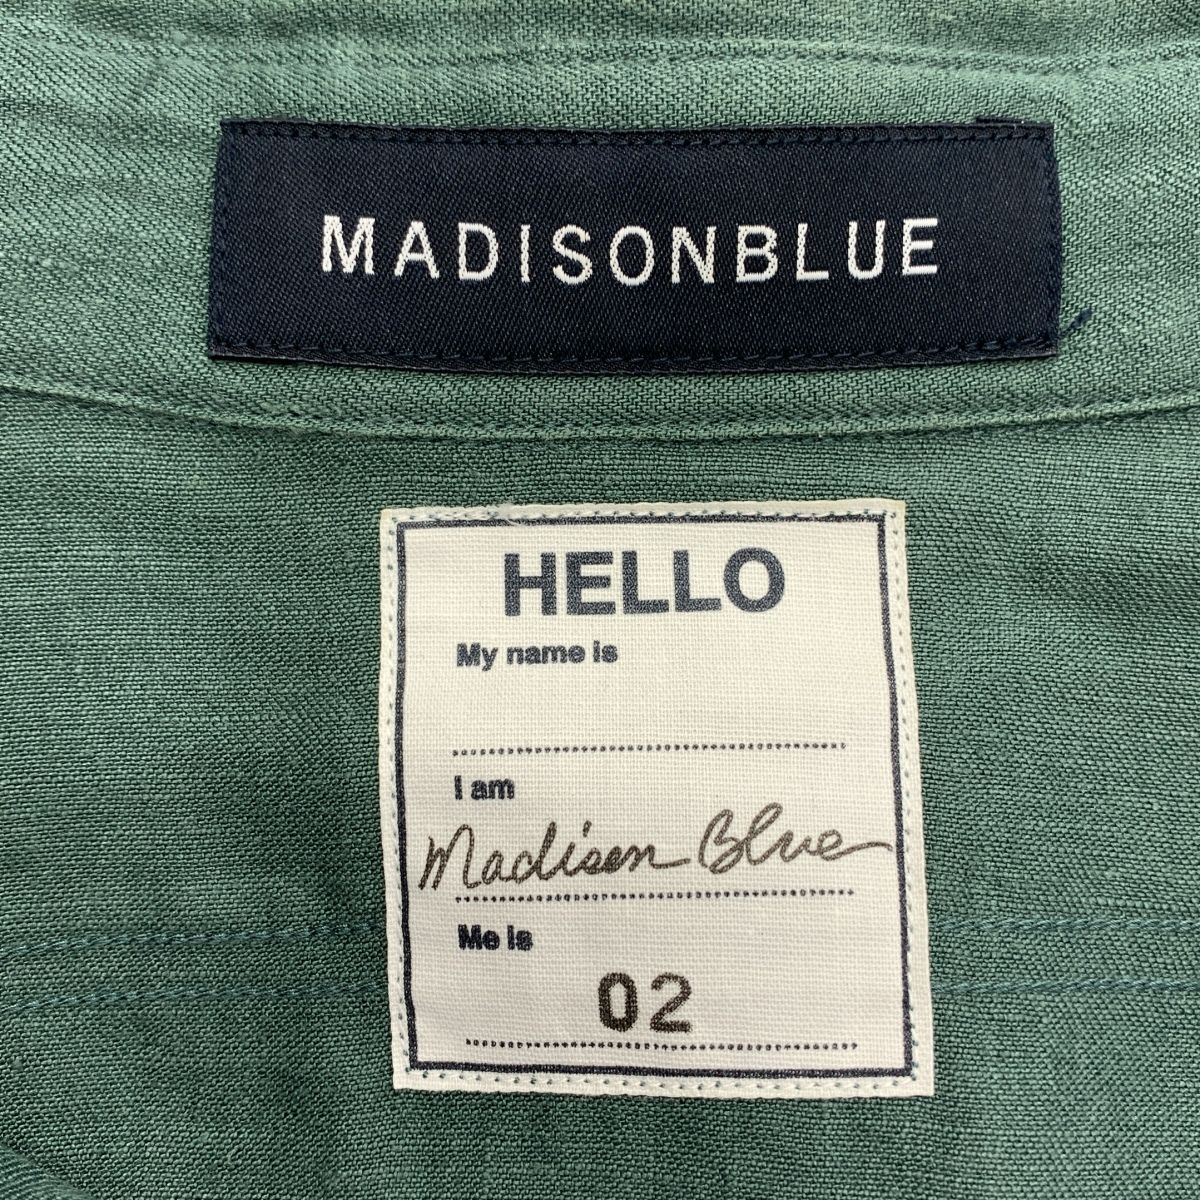 MADISONBLUE
HELLO
My name is
I am
Madison Blue
Me is
02